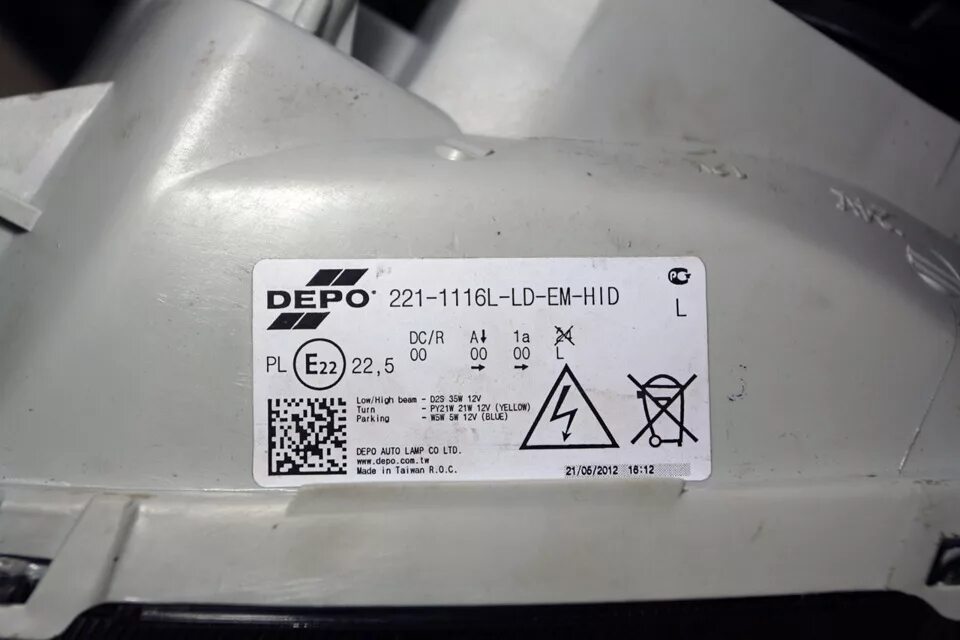 DEPO® 221-1116L-LD-EM-HID
L
DC/R A↓ 1a 24
00 00 00 L
→ →
PL E22 22,5
Low/High beam - D2S 35W 12V
Turn - PY21W 21W 12V (YELLOW)
Parking - W5W 5W 12V (BLUE)
DEPO AUTO LAMP CO LTD.
www.depo.com.tw
Made in Taiwan R.O.C.
21/05/2012 16:12